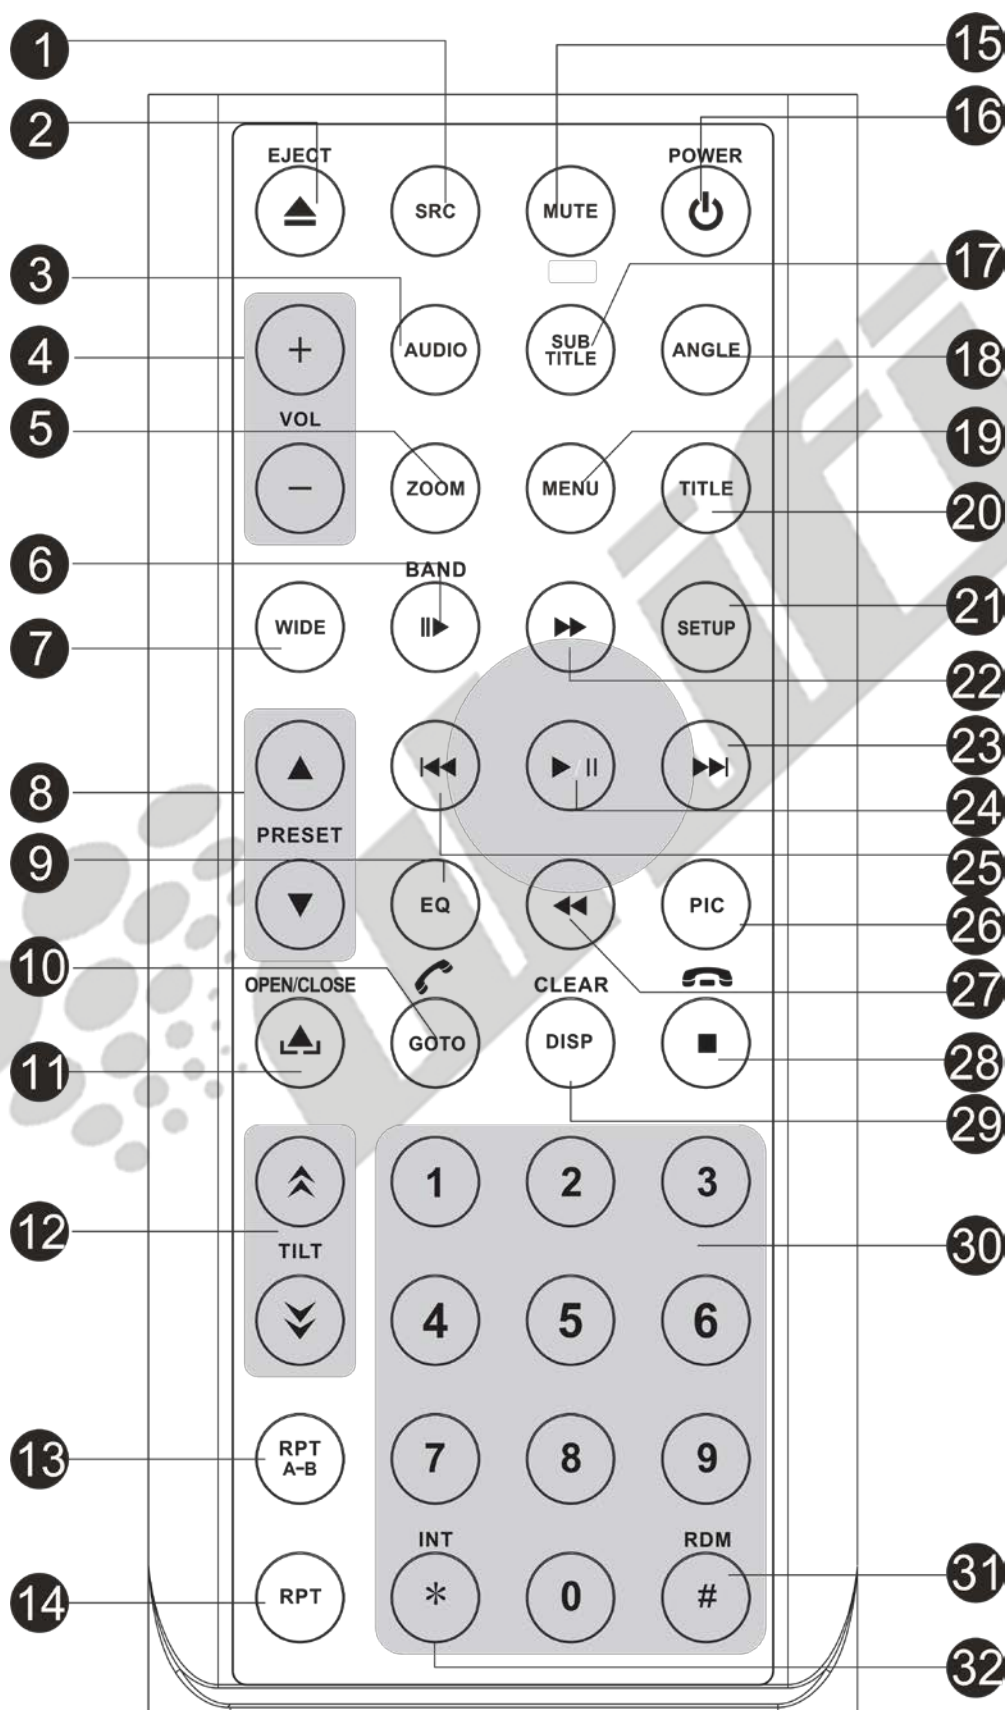 1
15
2
16
EJECT
POWER
SRC
MUTE
3
17
4
+
AUDIO
SUB
TITLE
ANGLE
18
VOL
5
19
−
ZOOM
MENU
TITLE
20
6
BAND
21
7
WIDE
SETUP
22
23
8
24
PRESET
9
25
EQ
PIC
26
10
OPEN/CLOSE
CLEAR
27
11
GOTO
DISP
28
29
1
2
3
12
TILT
30
4
5
6
13
RPT
A-B
7
8
9
INT
RDM
31
14
RPT
*
0
#
32